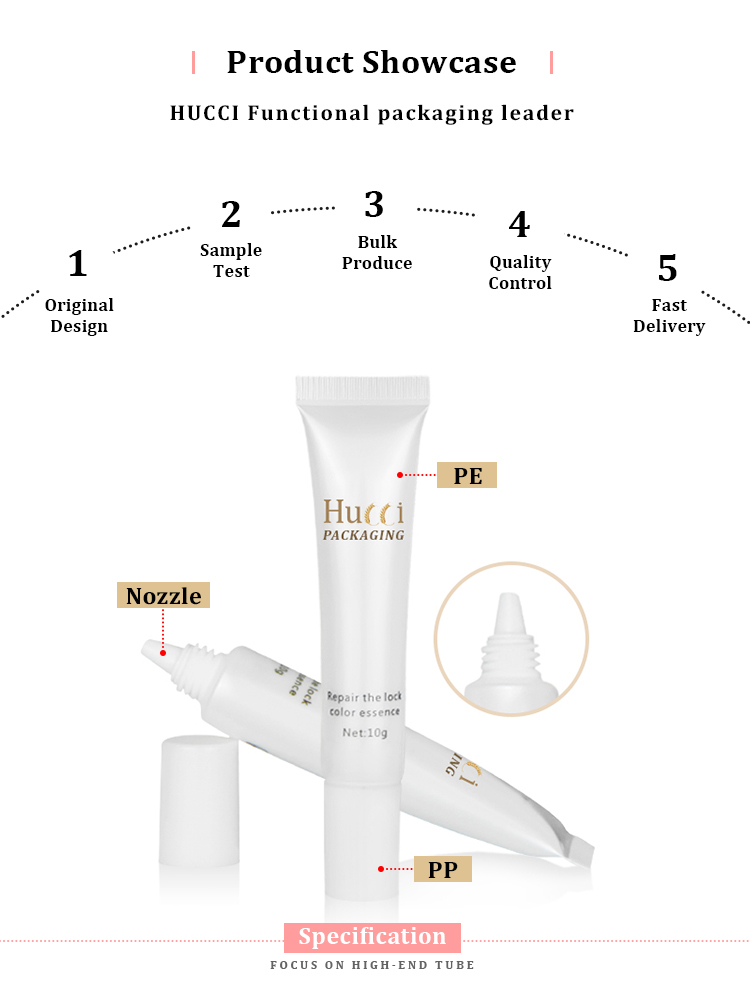 Product Showcase
HUCCI Functional packaging leader
1
Original
Design
2
Sample
Test
3
Bulk
Produce
4
Quality
Control
5
Fast
Delivery
PE
Hucci
PACKAGING
Nozzle
Repair the lock
color essence
Net:10g
PP
Specification
FOCUS ON HIGH-END TUBE